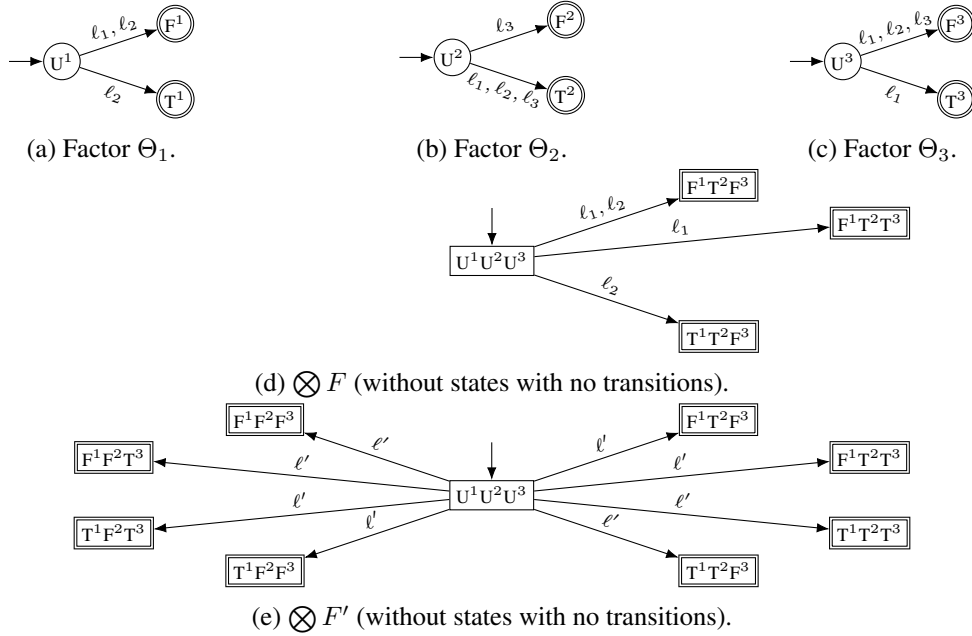 ℓ₁, ℓ₂ F¹
U¹
ℓ₂ T¹
(a) Factor Θ₁.
ℓ₃ F²
U²
ℓ₁, ℓ₂, ℓ₃ T²
(b) Factor Θ₂.
ℓ₁, ℓ₂, ℓ₃ F³
U³
ℓ₁ T³
(c) Factor Θ₃.
F¹T²F³
ℓ₁, ℓ₂
F¹T²T³
ℓ₁
U¹U²U³
ℓ₂
T¹T²F³
(d) ⨂ F (without states with no transitions).
F¹F²F³ F¹T²F³
ℓ′ ℓ′
F¹F²T³ F¹T²T³
ℓ′ ℓ′
U¹U²U³
ℓ′ ℓ′
T¹F²T³ T¹T²T³
ℓ′ ℓ′
T¹F²F³ T¹T²F³
(e) ⨂ F′ (without states with no transitions).